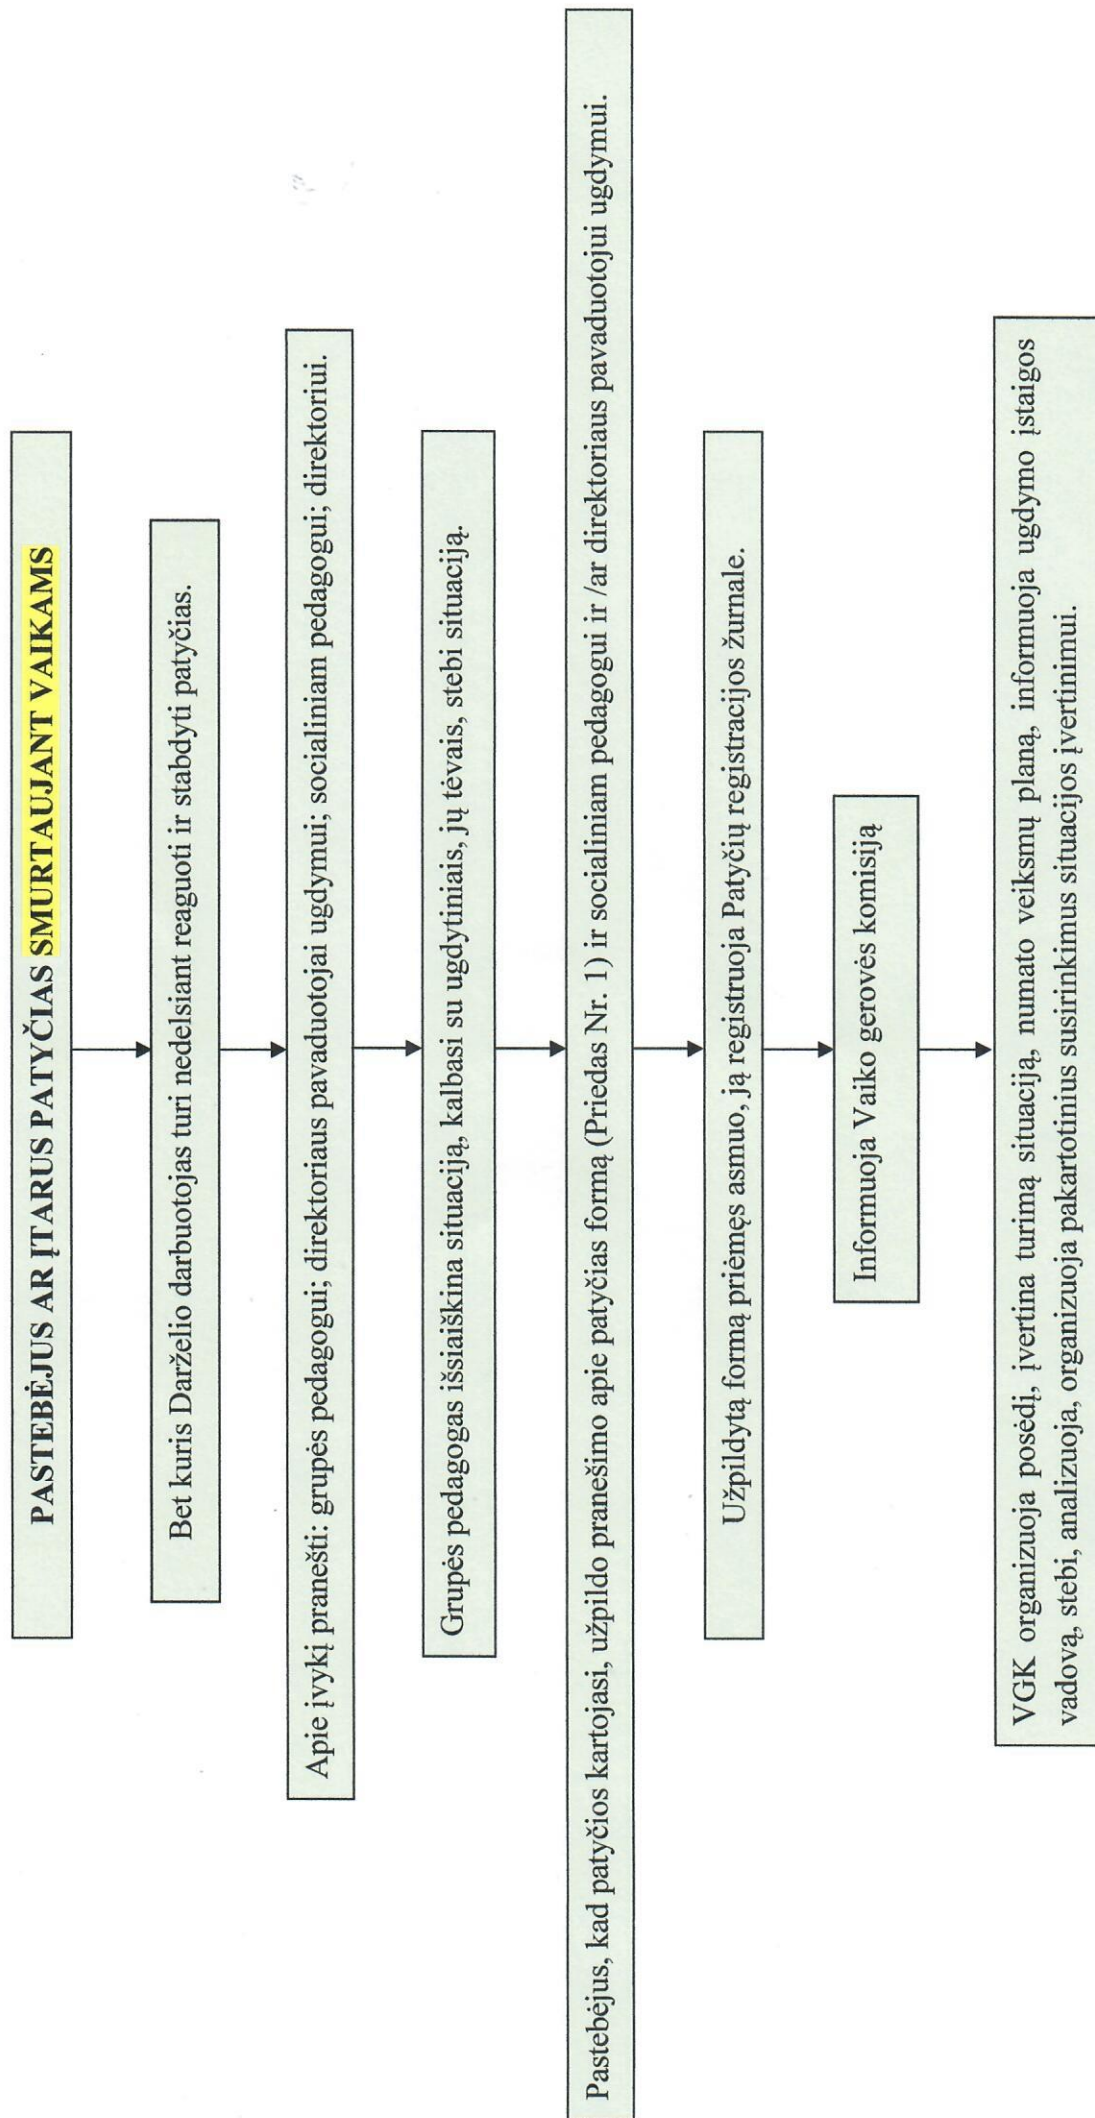 PASTEBĖJUS AR ĮTARUS PATYČIAS SMURTAUJANT VAIKAMS
Bet kuris Darželio darbuotojas turi nedelsiant reaguoti ir stabdyti patyčias.
Apie įvykį pranešti: grupės pedagogui; direktoriaus pavaduotojai ugdymui; socialiniam pedagogui; direktoriui.
Grupės pedagogas išsiaiškina situaciją, kalbasi su ugdytiniais, jų tėvais, stebi situaciją.
Pastebėjus, kad patyčios kartojasi, užpildo pranešimo apie patyčias formą (Priedas Nr. 1) ir socialiniam pedagogui ir /ar direktoriaus pavaduotojui ugdymui.
Užpildytą formą priėmęs asmuo, ją registruoja Patyčių registracijos žurnale.
Informuoja Vaiko gerovės komisiją
VGK organizuoja posėdį, įvertina turimą situaciją, numato veiksmų planą, informuoja ugdymo įstaigos
vadovą, stebi, analizuoja, organizuoja pakartotinius susirinkimus situacijos įvertinimui.